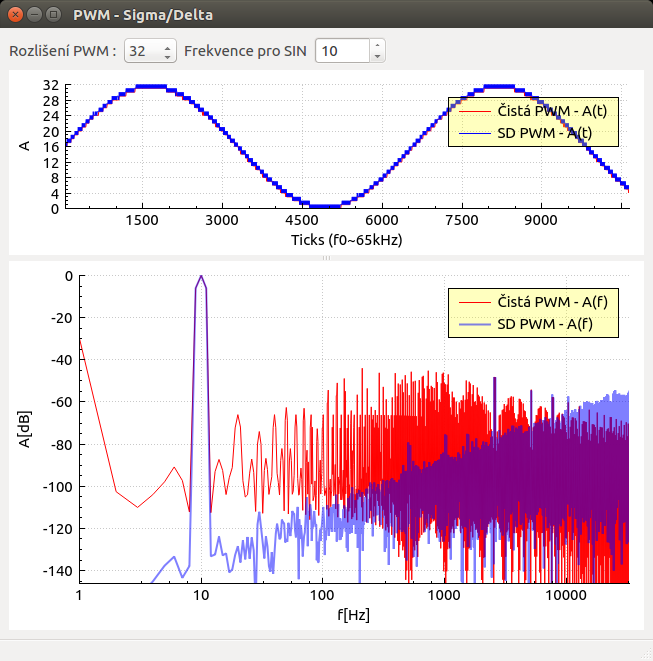 PWM - Sigma/Delta
Rozlišení PWM : 32 Frekvence pro SIN 10
32
28
24
20
16
12
8
4
0
A
Čistá PWM - A(t)
SD PWM - A(t)
1500 3000 4500 6000 7500 9000
Ticks (f0~65kHz)
0
-20
-40
-60
-80
-100
-120
-140
A[dB]
Čistá PWM - A(f)
SD PWM - A(f)
1 10 100 1000 10000
f[Hz]